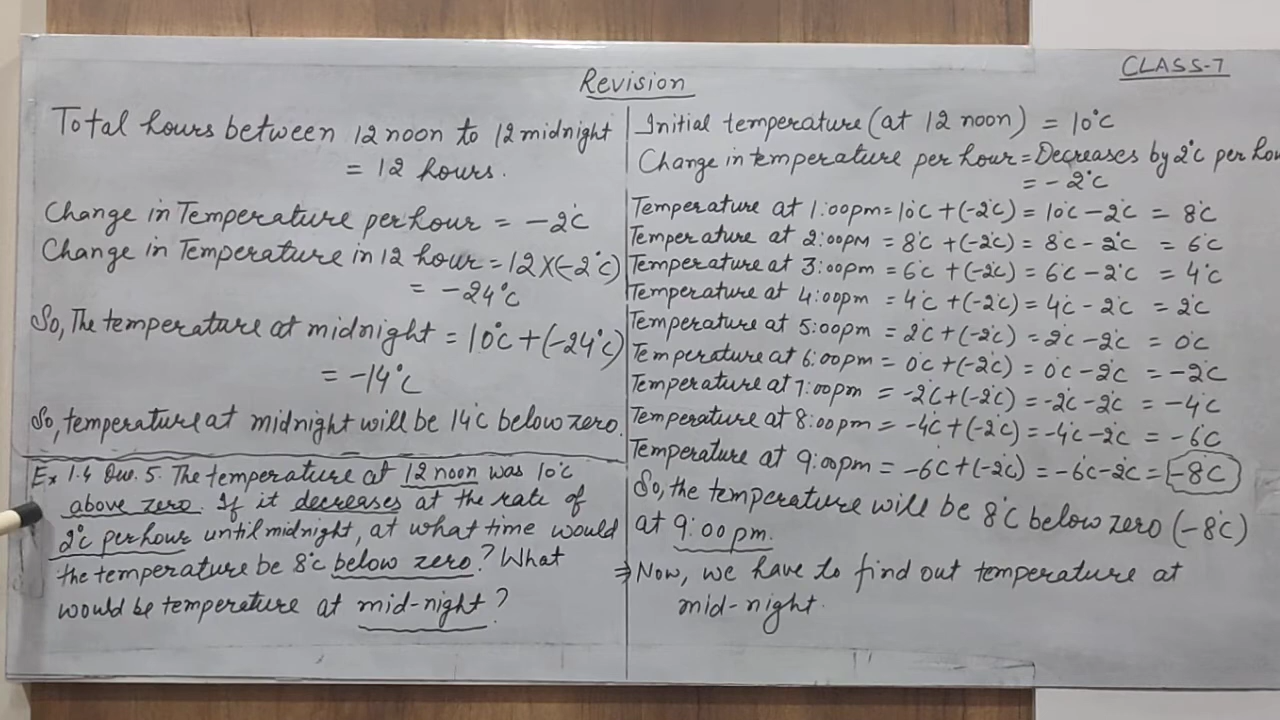 CLASS-7
Revision
Total hours between 12 noon to 12 midnight
= 12 hours.
Change in Temperature per hour = -2°C
Change in Temperature in 12 hour = 12 X (-2°C)
= -24°C
So, The temperature at midnight = 10°C + (-24°C)
= -14°C
So, temperature at midnight will be 14°C below zero.
Ex 1.4 Que. 5. The temperature at 12 noon was 10°C
above zero. If it decreases at the rate of
2°C per hour until midnight, at what time would
the temperature be 8°C below zero? What
would be temperature at mid-night?
Initial temperature (at 12 noon) = 10°C
Change in temperature per hour = Decreases by 2°C per hou
= -2°C
Temperature at 1:00pm = 10°C + (-2°C) = 10°C - 2°C = 8°C
Temperature at 2:00pm = 8°C + (-2°C) = 8°C - 2°C = 6°C
Temperature at 3:00pm = 6°C + (-2°C) = 6°C - 2°C = 4°C
Temperature at 4:00pm = 4°C + (-2°C) = 4°C - 2°C = 2°C
Temperature at 5:00pm = 2°C + (-2°C) = 2°C - 2°C = 0°C
Temperature at 6:00pm = 0°C + (-2°C) = 0°C - 2°C = -2°C
Temperature at 7:00pm = -2°C + (-2°C) = -2°C - 2°C = -4°C
Temperature at 8:00pm = -4°C + (-2°C) = -4°C - 2°C = -6°C
Temperature at 9:00pm = -6°C + (-2°C) = -6°C - 2°C = -8°C
So, the temperature will be 8°C below zero (-8°C)
at 9:00 pm.
⇒ Now, we have to find out temperature at
mid-night.